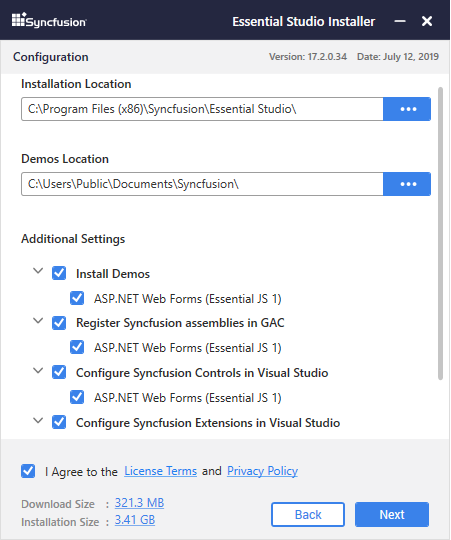 Syncfusion Essential Studio Installer
Configuration Version: 17.2.0.34 Date: July 12, 2019
Installation Location
C:\Program Files (x86)\Syncfusion\Essential Studio\
Demos Location
C:\Users\Public\Documents\Syncfusion\
Additional Settings
Install Demos
ASP.NET Web Forms (Essential JS 1)
Register Syncfusion assemblies in GAC
ASP.NET Web Forms (Essential JS 1)
Configure Syncfusion Controls in Visual Studio
ASP.NET Web Forms (Essential JS 1)
Configure Syncfusion Extensions in Visual Studio
I Agree to the License Terms and Privacy Policy
Download Size : 321.3 MB
Installation Size : 3.41 GB
Back Next